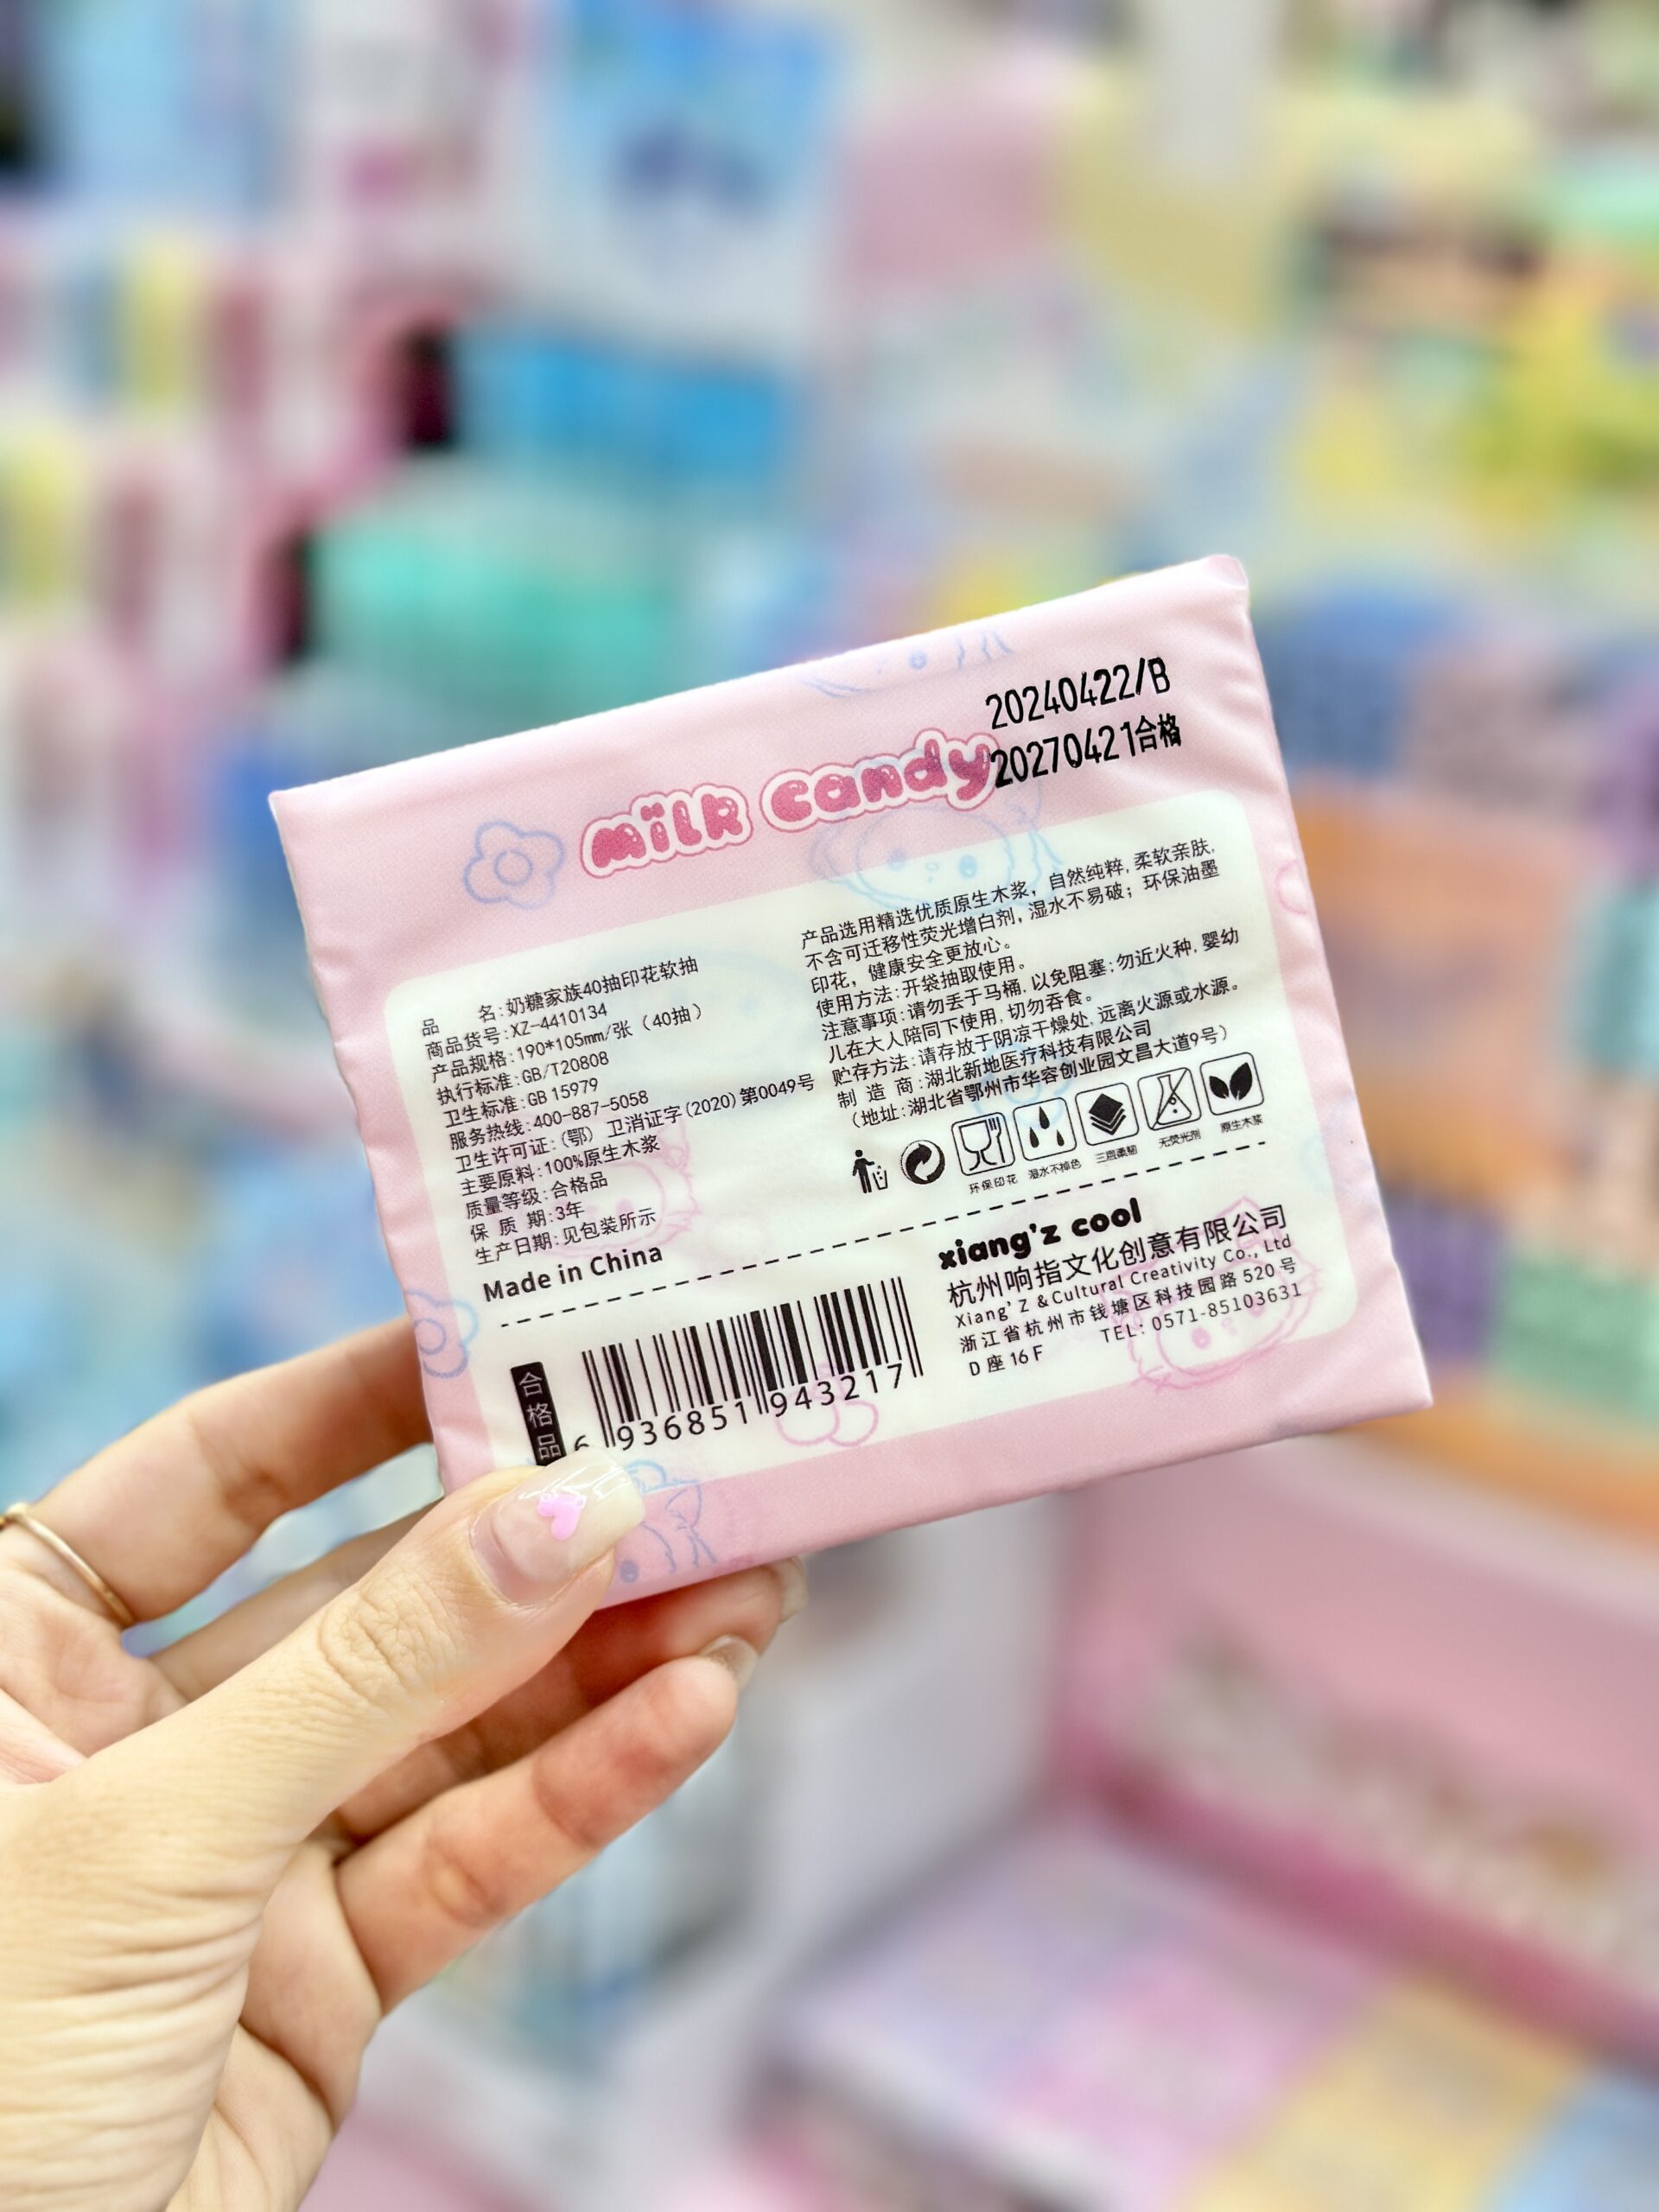 20240422/B
20270421合格
milk candy
品 名:奶糖家族40抽印花软抽
商品货号:XZ-4410134
产品规格:190*105mm/张（40抽）
执行标准:GB/T20808
卫生标准:GB 15979
服务热线:400-887-5058
卫生许可证:(鄂) 卫消证字(2020)第0049号
主要原料:100%原生木浆
质量等级:合格品
保 质 期:3年
生产日期:见包装所示
Made in China
产品选用精选优质原生木浆，自然纯粹,柔软亲肤,
不含可迁移性荧光增白剂,湿水不易破；环保油墨
印花，健康安全更放心。
使用方法:开袋抽取使用。
注意事项:请勿丢于马桶,以免阻塞;勿近火种,婴幼
儿在大人陪同下使用,切勿吞食。
贮存方法:请存放于阴凉干燥处,远离火源或水源。
制 造 商:湖北新地医疗科技有限公司
（地址:湖北省鄂州市华容创业园文昌大道9号）
环保印花 湿水不掉色 三层柔韧 无荧光剂 原生木浆
合格品
6 936851 943217
xiang'z cool
杭州响指文化创意有限公司
Xiang' Z &Cultural Creativity Co., Ltd
浙江省杭州市钱塘区科技园路520号
D座16F TEL: 0571-85103631